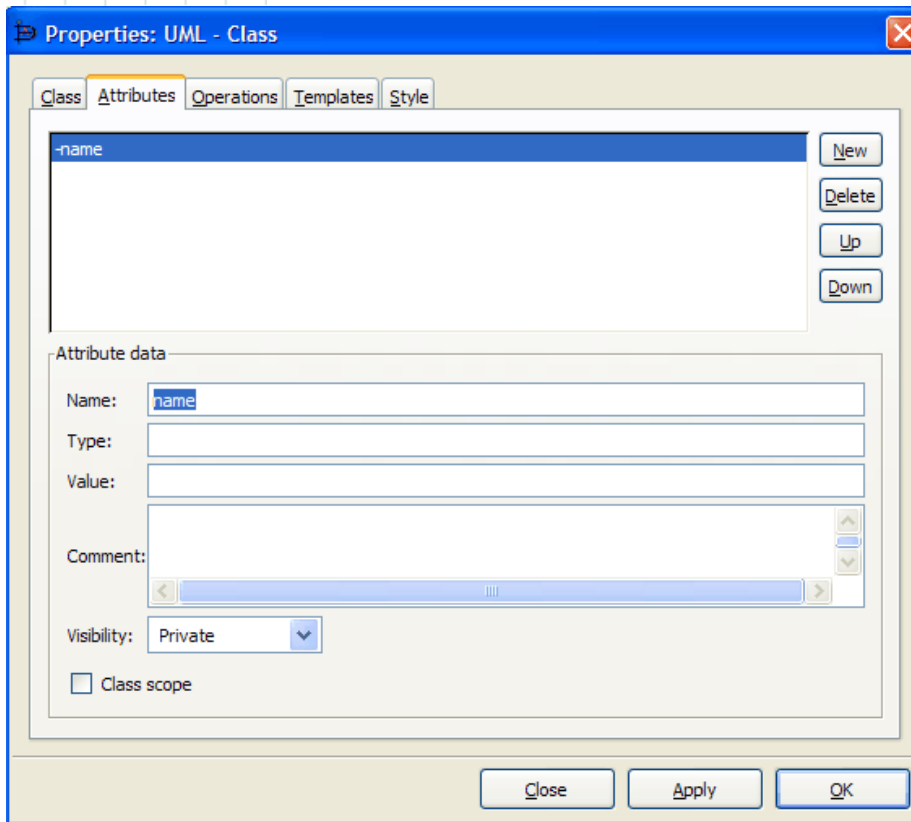 Properties: UML - Class
Class Attributes Operations Templates Style
-name
New
Delete
Up
Down
Attribute data
Name: name
Type:
Value:
Comment:
Visibility: Private
Class scope
Close Apply OK